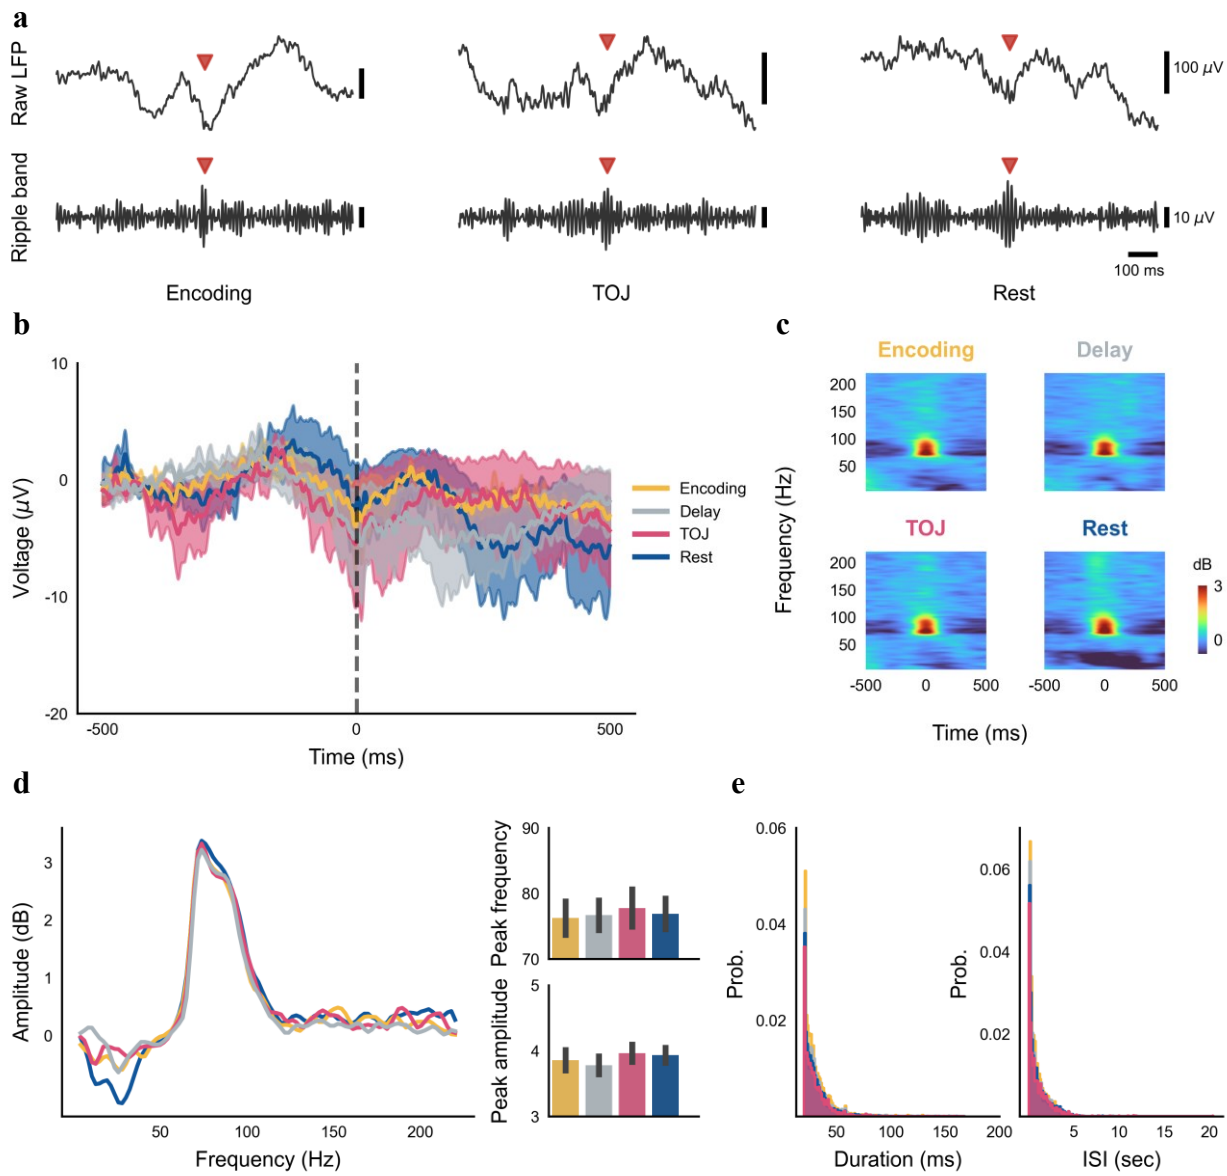 a
Raw LFP
100 μV
Ripple band
10 μV
100 ms
Encoding
TOJ
Rest
b
10
0
-10
-20
Voltage (μV)
-500
0
500
Time (ms)
Encoding
Delay
TOJ
Rest
c
Encoding
Delay
200
150
100
50
TOJ
Rest
200
150
100
50
Frequency (Hz)
dB
3
0
-500
0
500
-500
0
500
Time (ms)
d
3
2
1
0
Amplitude (dB)
50
100
150
200
Frequency (Hz)
90
80
70
Peak frequency
5
4
3
Peak amplitude
e
0.06
0.04
0.02
Prob.
50
100
150
200
Duration (ms)
0.06
0.04
0.02
Prob.
5
10
15
20
ISI (sec)